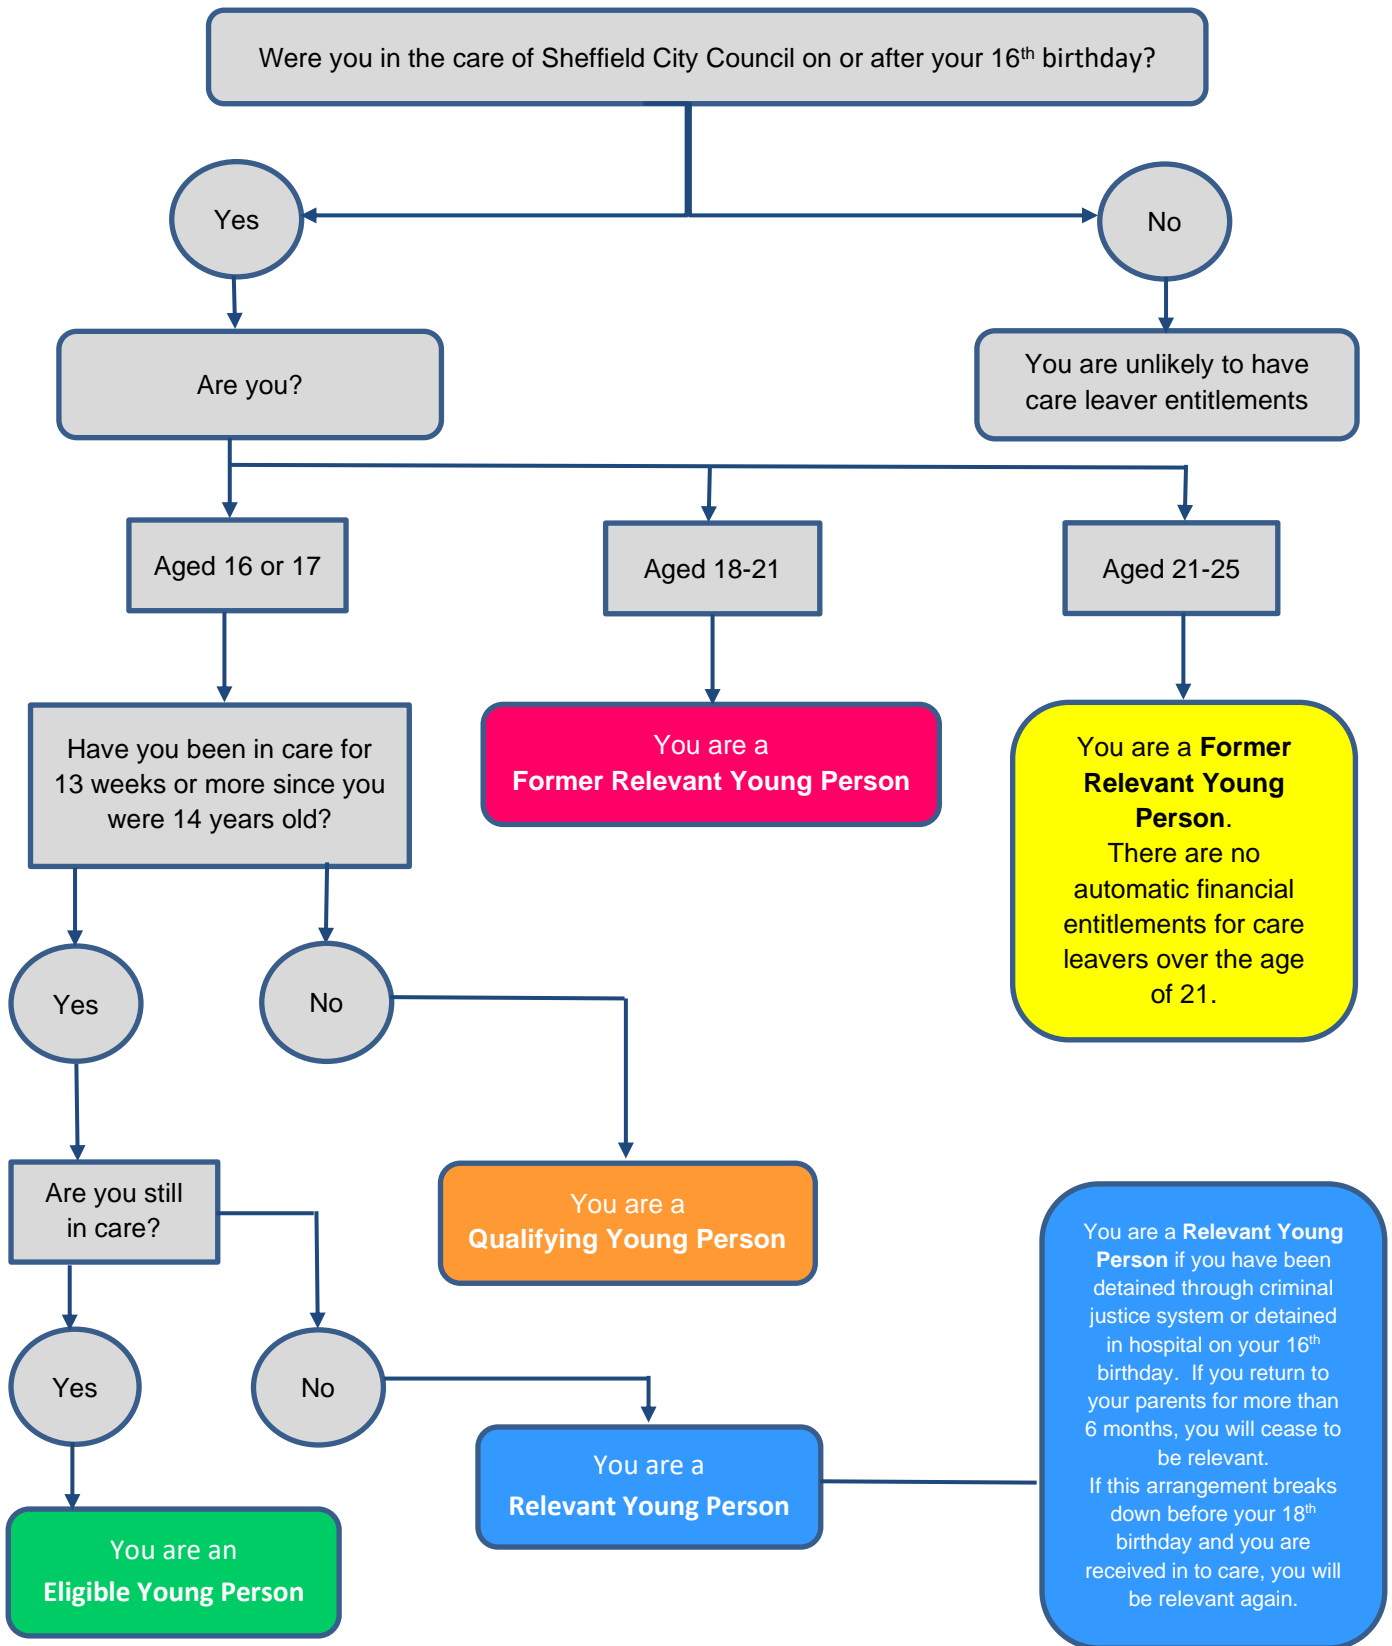 Were you in the care of Sheffield City Council on or after your 16th birthday?
Yes
No
Are you?
You are unlikely to have
care leaver entitlements
Aged 16 or 17
Aged 18-21
Aged 21-25
Have you been in care for
13 weeks or more since you
were 14 years old?
You are a
Former Relevant Young Person
You are a Former
Relevant Young
Person.
There are no
automatic financial
entitlements for care
leavers over the age
of 21.
Yes
No
Are you still
in care?
You are a
Qualifying Young Person
You are a Relevant Young
Person if you have been
detained through criminal
justice system or detained
in hospital on your 16th
birthday.  If you return to
your parents for more than
6 months, you will cease to
be relevant.
If this arrangement breaks
down before your 18th
birthday and you are
received in to care, you will
be relevant again.
Yes
No
You are a
Relevant Young Person
You are an
Eligible Young Person